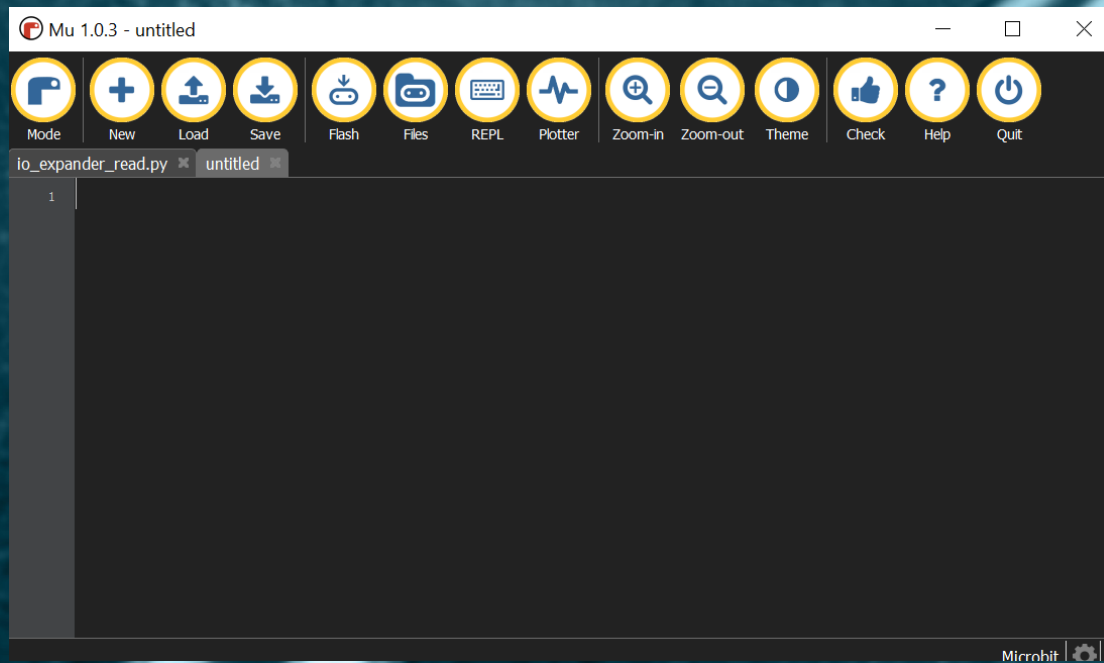 Mu 1.0.3 - untitled
Mode New Load Save Flash Files REPL Plotter Zoom-in Zoom-out Theme Check Help Quit
io_expander_read.py untitled
1
Microbit